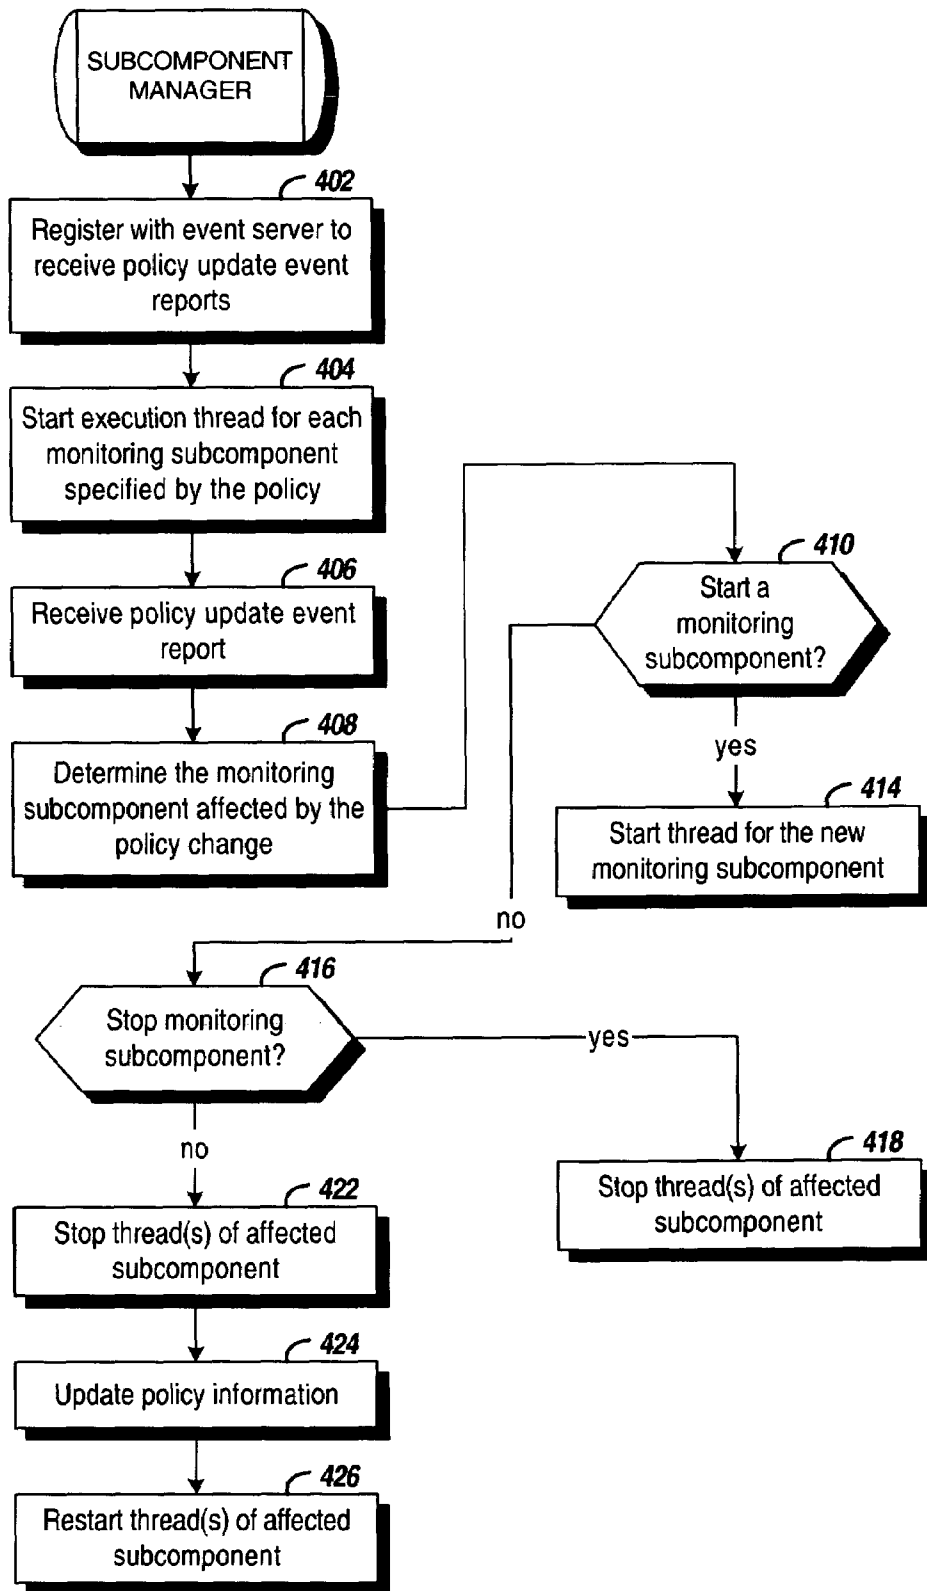 SUBCOMPONENT
MANAGER
402
Register with event server to
receive policy update event
reports
404
Start execution thread for each
monitoring subcomponent
specified by the policy
406
Receive policy update event
report
408
Determine the monitoring
subcomponent affected by the
policy change
410
Start a
monitoring
subcomponent?
yes
414
Start thread for the new
monitoring subcomponent
no
416
Stop monitoring
subcomponent?
yes
418
Stop thread(s) of affected
subcomponent
no
422
Stop thread(s) of affected
subcomponent
424
Update policy information
426
Restart thread(s) of affected
subcomponent